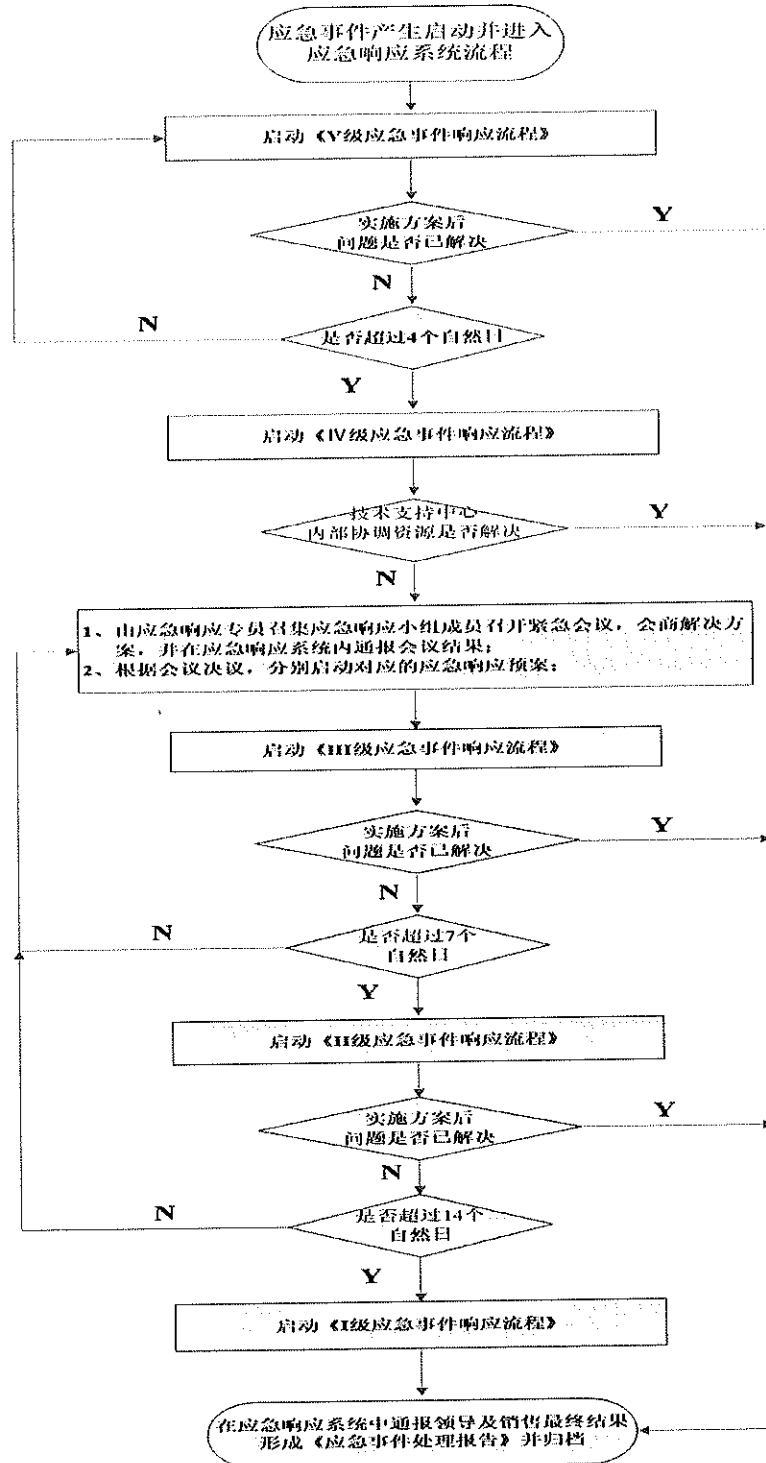 应急事件产生启动并进入
应急响应系统流程
启动《V级应急事件响应流程》
实施方案后
问题是否已解决
Y
N
N
是否超过4个自然日
Y
启动《IV级应急事件响应流程》
技术支持中心
内部协调资源是否解决
Y
N
1、由应急响应专员召集应急响应小组成员召开紧急会议，会商解决方
案，并在应急响应系统内通报会议结果；
2、根据会议决议，分别启动对应的应急响应预案；
启动《III级应急事件响应流程》
实施方案后
问题是否已解决
Y
N
N
是否超过7个
自然日
Y
启动《II级应急事件响应流程》
实施方案后
问题是否已解决
Y
N
N
是否超过14个
自然日
Y
启动《I级应急事件响应流程》
在应急响应系统中通报领导及销售最终结果
形成《应急事件处理报告》并归档